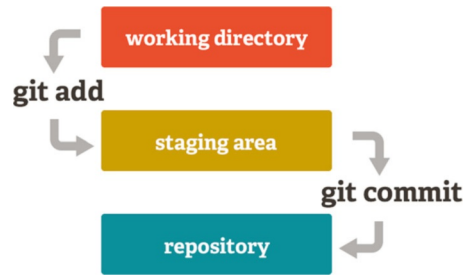 working directory
git add
staging area
git commit
repository